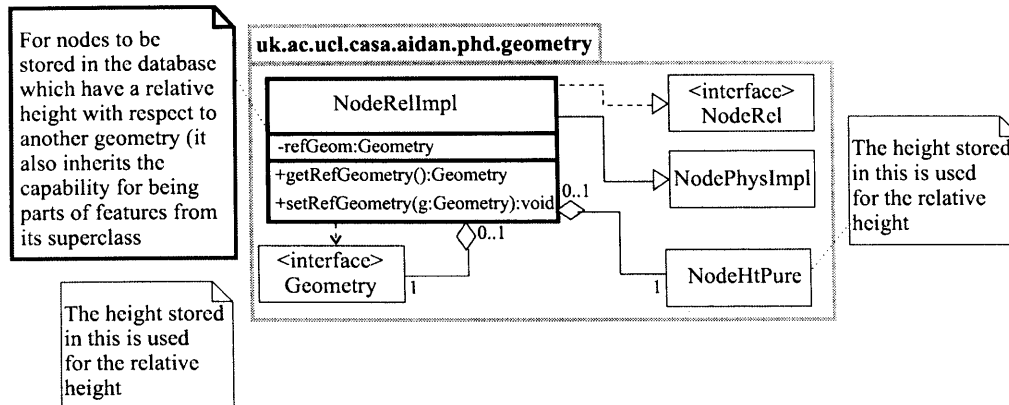 For nodes to be
stored in the database
which have a relative
height with respect to
another geometry (it
also inherits the
capability for being
parts of features from
its superclass
uk.ac.ucl.casa.aidan.phd.geometry
NodeRelImpl
-refGeom:Geometry
+getRefGeometry():Geometry
+setRefGeometry(g:Geometry):void
<interface>
NodeRel
NodePhysImpl
0..1
0..1
<interface>
Geometry
1
1
NodeHtPure
The height stored
in this is used
for the relative
height
The height stored
in this is used
for the relative
height